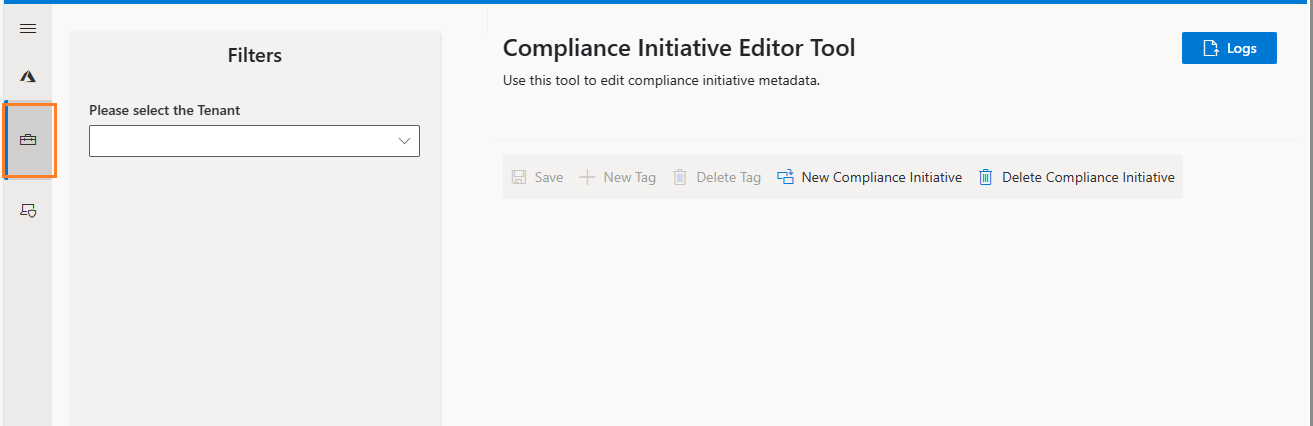 Filters
Please select the Tenant
Compliance Initiative Editor Tool
Logs
Use this tool to edit compliance initiative metadata.
Save New Tag Delete Tag New Compliance Initiative Delete Compliance Initiative